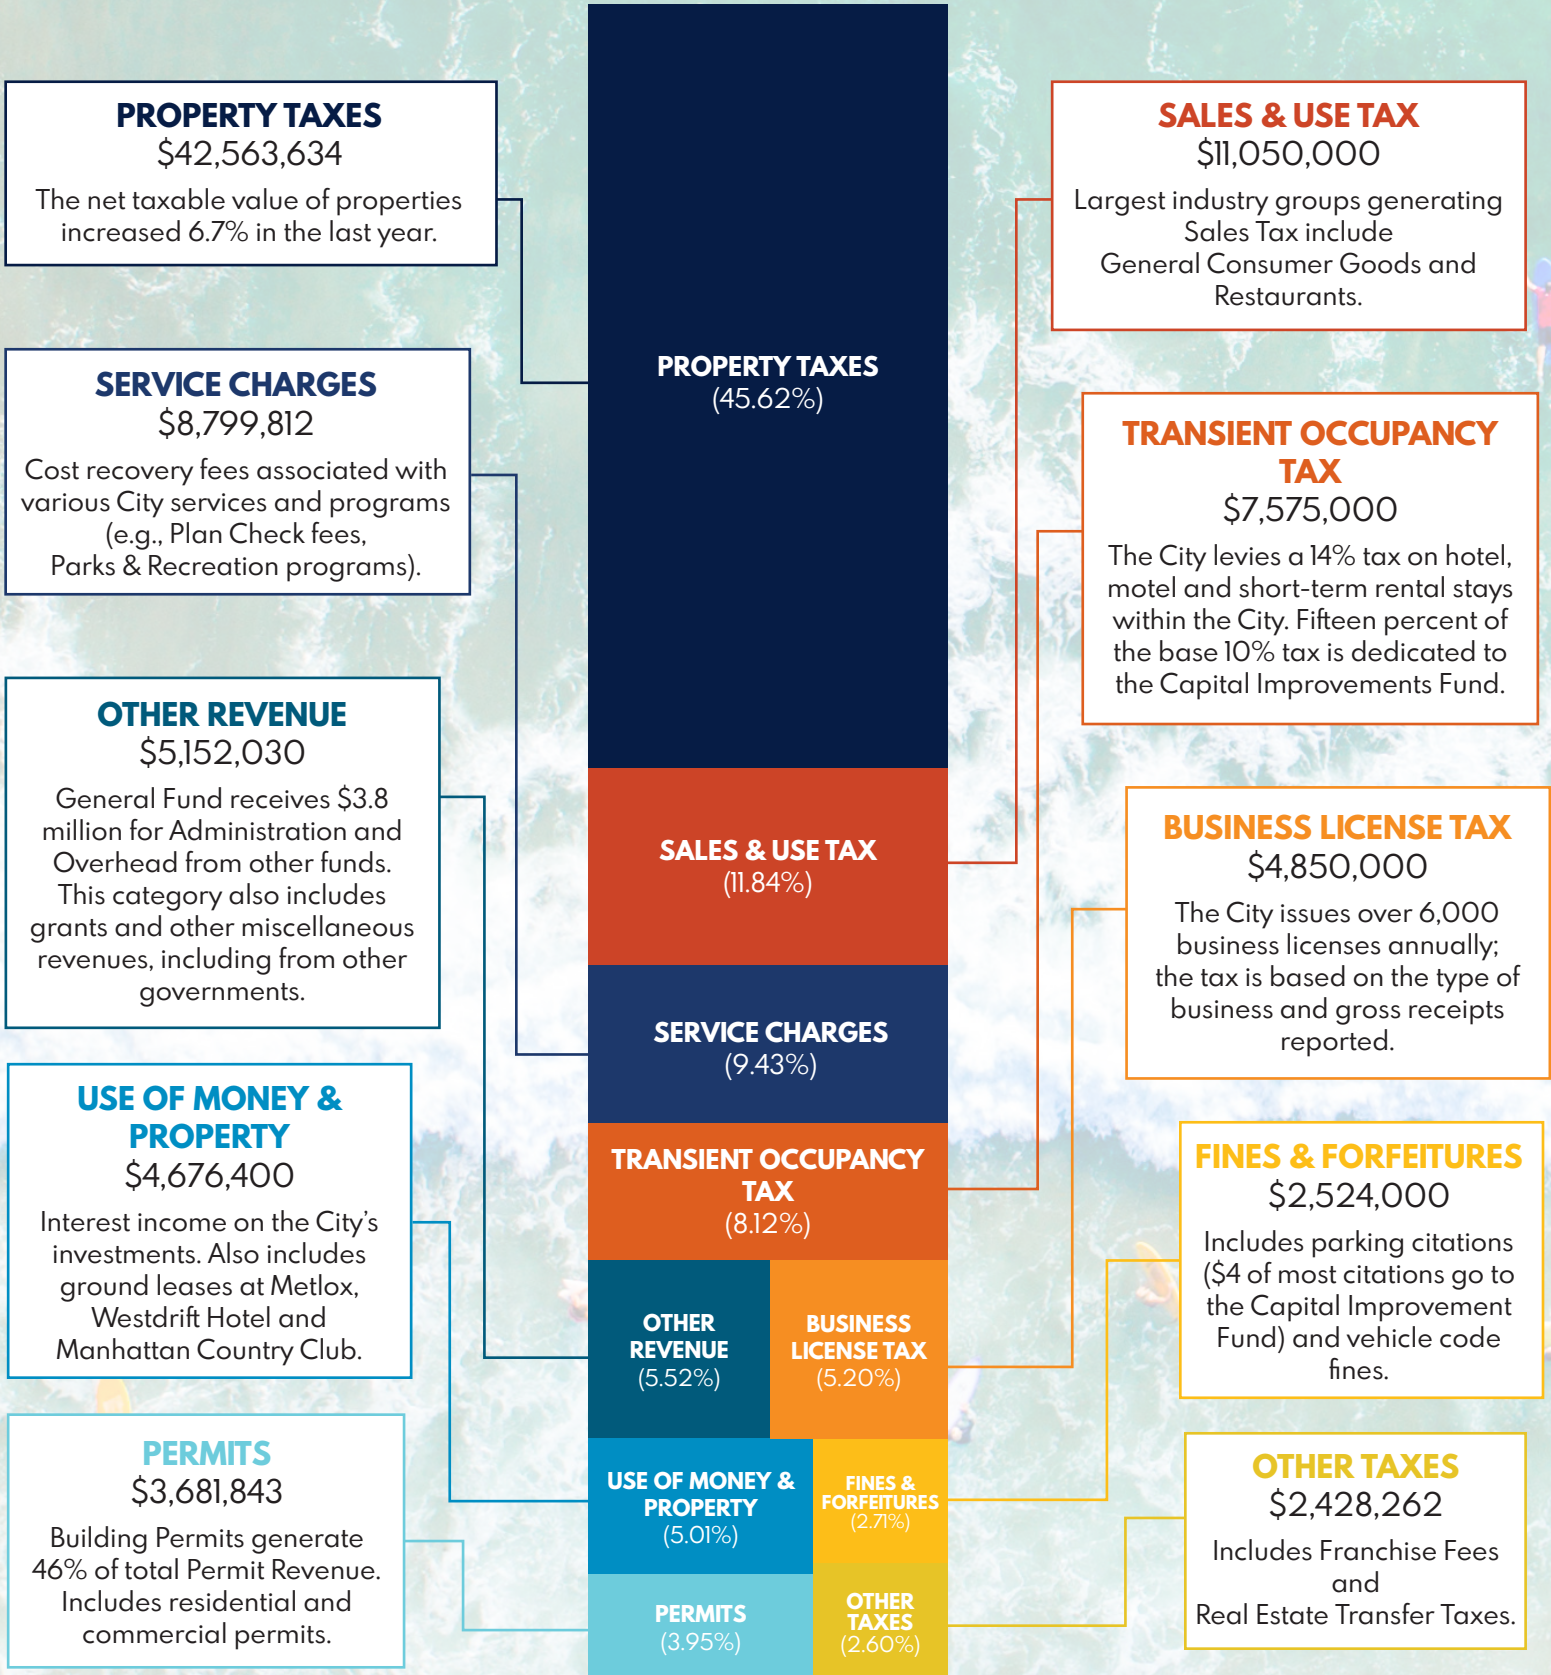 PROPERTY TAXES
$42,563,634
The net taxable value of properties
increased 6.7% in the last year.
SERVICE CHARGES
$8,799,812
Cost recovery fees associated with
various City services and programs
(e.g., Plan Check fees,
Parks & Recreation programs).
OTHER REVENUE
$5,152,030
General Fund receives $3.8
million for Administration and
Overhead from other funds.
This category also includes
grants and other miscellaneous
revenues, including from other
governments.
USE OF MONEY &
PROPERTY
$4,676,400
Interest income on the City's
investments. Also includes
ground leases at Metlox,
Westdrift Hotel and
Manhattan Country Club.
PERMITS
$3,681,843
Building Permits generate
46% of total Permit Revenue.
Includes residential and
commercial permits.
PROPERTY TAXES
(45.62%)
SALES & USE TAX
(11.84%)
SERVICE CHARGES
(9.43%)
TRANSIENT OCCUPANCY
TAX
(8.12%)
OTHER
REVENUE
(5.52%)
BUSINESS
LICENSE TAX
(5.20%)
USE OF MONEY &
PROPERTY
(5.01%)
FINES &
FORFEITURES
(2.71%)
PERMITS
(3.95%)
OTHER
TAXES
(2.60%)
SALES & USE TAX
$11,050,000
Largest industry groups generating
Sales Tax include
General Consumer Goods and
Restaurants.
TRANSIENT OCCUPANCY
TAX
$7,575,000
The City levies a 14% tax on hotel,
motel and short-term rental stays
within the City. Fifteen percent of
the base 10% tax is dedicated to
the Capital Improvements Fund.
BUSINESS LICENSE TAX
$4,850,000
The City issues over 6,000
business licenses annually;
the tax is based on the type of
business and gross receipts
reported.
FINES & FORFEITURES
$2,524,000
Includes parking citations
($4 of most citations go to
the Capital Improvement
Fund) and vehicle code
fines.
OTHER TAXES
$2,428,262
Includes Franchise Fees
and
Real Estate Transfer Taxes.